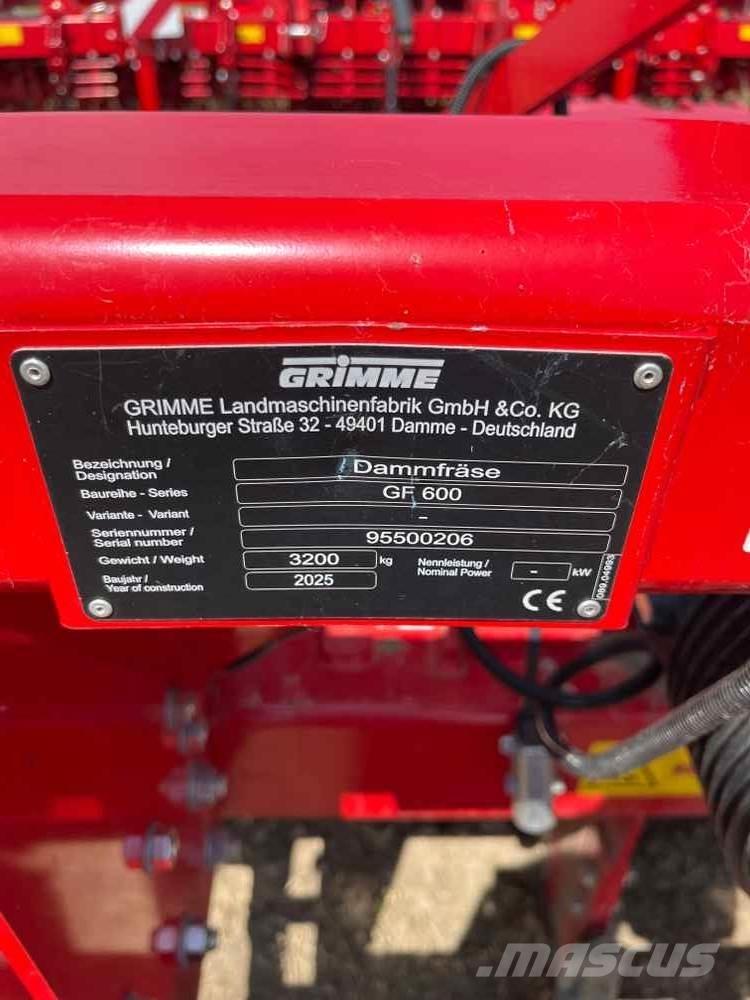 GRIMME
GRIMME Landmaschinenfabrik GmbH &Co. KG
Hunteburger Straße 32 - 49401 Damme - Deutschland
Bezeichnung / Designation Dammfräse
Baureihe - Series GF 600
Variante - Variant -
Seriennummer / Serial number 95500206
Gewicht / Weight 3200 kg Nennleistung / Nominal Power - kW
Baujahr / Year of construction 2025
CE
089.04993
MASCUS